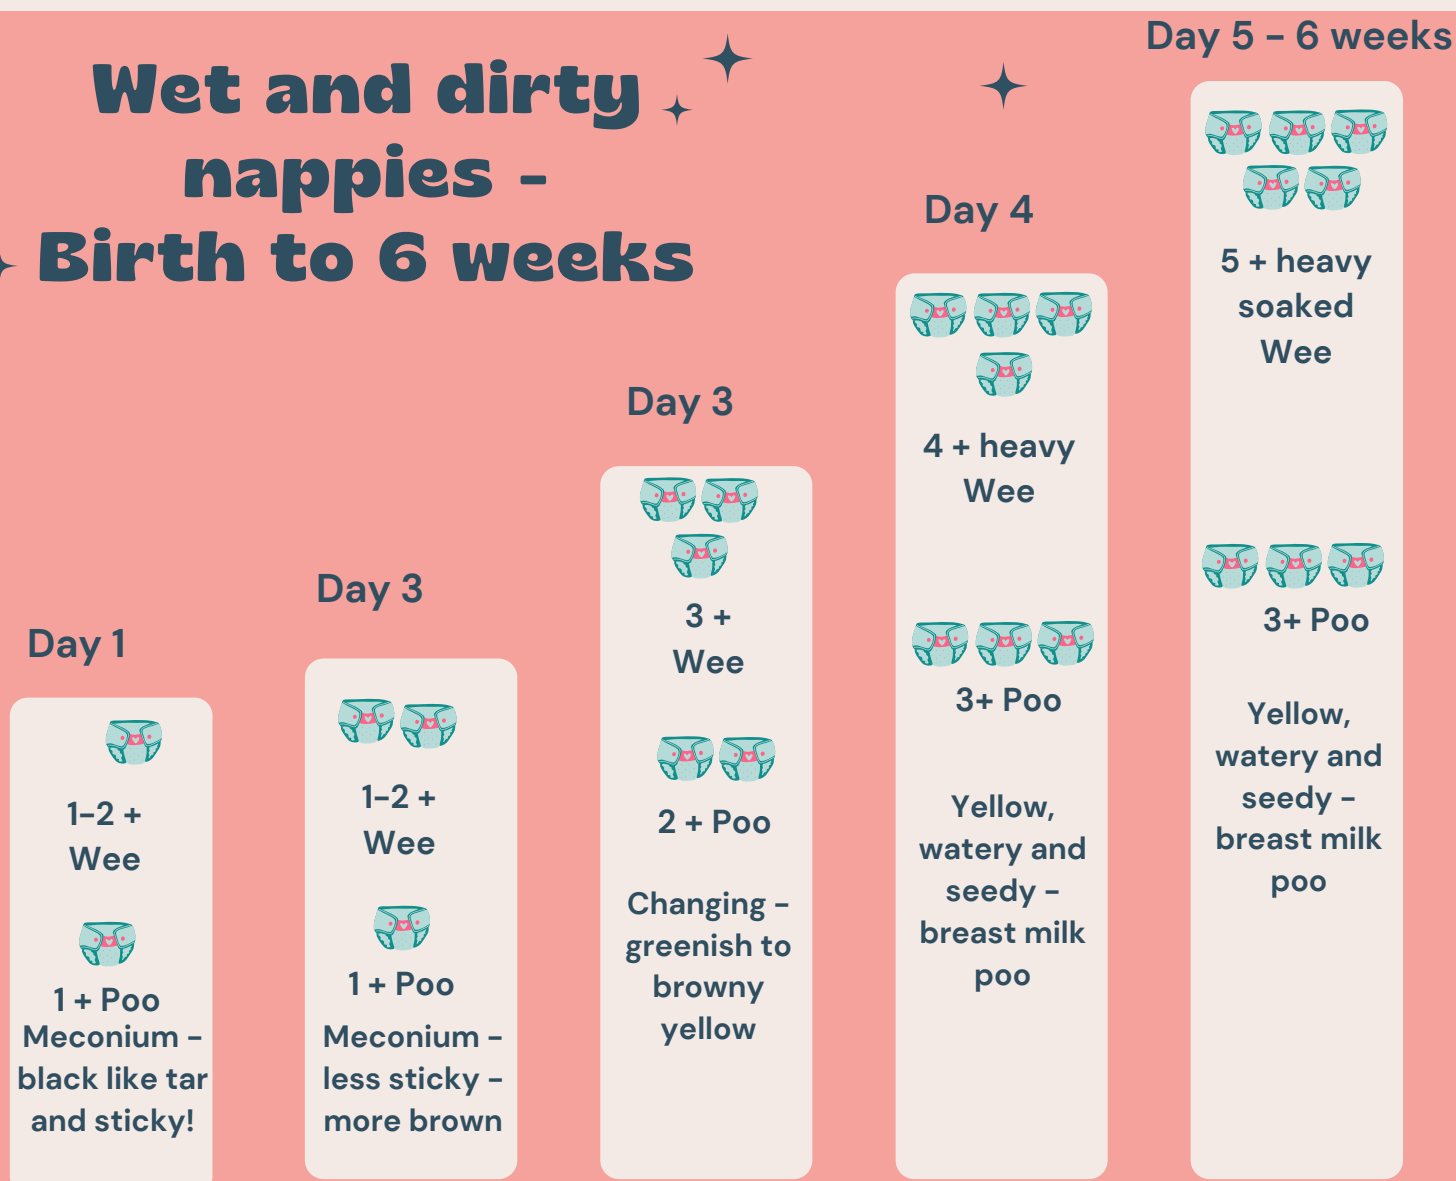 Wet and dirty
nappies -
Birth to 6 weeks
Day 1
1-2 +
Wee
1 + Poo
Meconium -
black like tar
and sticky!
Day 3
1-2 +
Wee
1 + Poo
Meconium -
less sticky -
more brown
Day 3
3 +
Wee
2 + Poo
Changing -
greenish to
browny
yellow
Day 4
4 + heavy
Wee
3+ Poo
Yellow,
watery and
seedy -
breast milk
poo
Day 5 - 6 weeks
5 + heavy
soaked
Wee
3+ Poo
Yellow,
watery and
seedy -
breast milk
poo